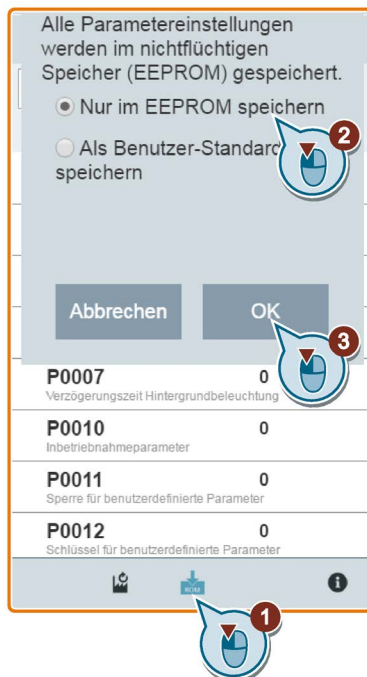 Alle Parametereinstellungen
werden im nichtflüchtigen
Speicher (EEPROM) gespeichert.
Nur im EEPROM speichern
2
Als Benutzer-Standard
speichern
Abbrechen
OK
3
P0007 0
Verzögerungszeit Hintergrundbeleuchtung
P0010 0
Inbetriebnahmeparameter
P0011 0
Sperre für benutzerdefinierte Parameter
P0012 0
Schlüssel für benutzerdefinierte Parameter
ROM
1